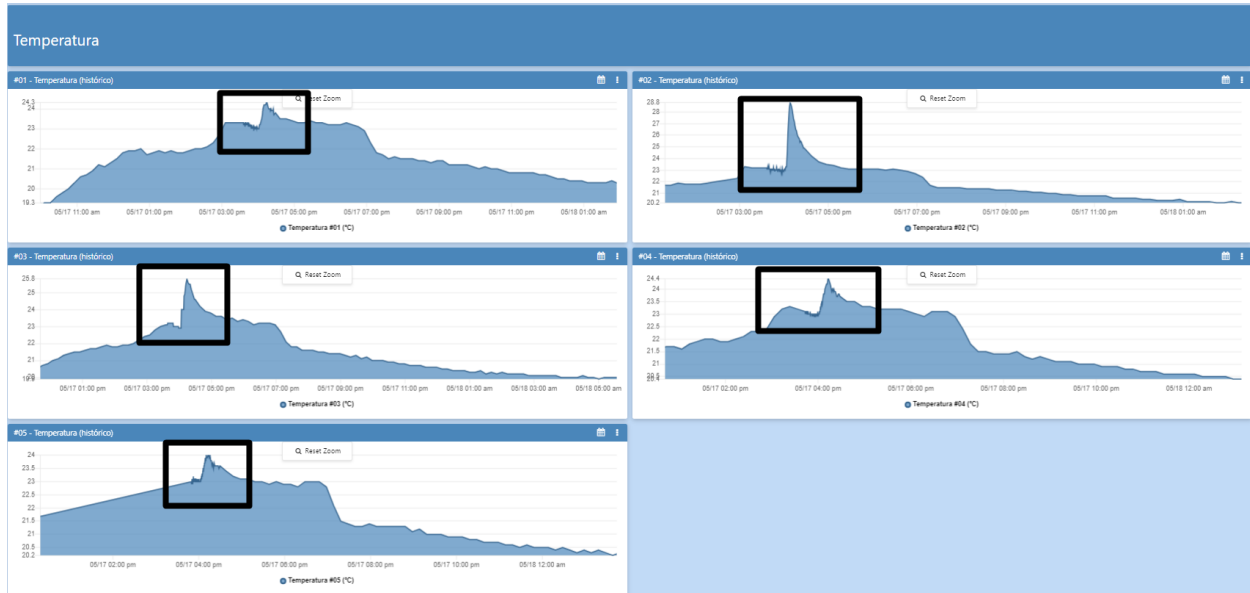 Temperatura
#01 - Temperatura (histórico)
Reset Zoom
24.3
24
23
22
21
20
19.3
05/17 11:00 am 05/17 01:00 pm 05/17 03:00 pm 05/17 05:00 pm 05/17 07:00 pm 05/17 09:00 pm 05/17 11:00 pm 05/18 01:00 am
Temperatura #01 (°C)
#02 - Temperatura (histórico)
Reset Zoom
28.8
28
27
26
25
24
23
22
21
20.2
05/17 03:00 pm 05/17 05:00 pm 05/17 07:00 pm 05/17 09:00 pm 05/17 11:00 pm 05/18 01:00 am
Temperatura #02 (°C)
#03 - Temperatura (histórico)
Reset Zoom
25.8
25
24
23
22
21
20
19.9
05/17 01:00 pm 05/17 03:00 pm 05/17 05:00 pm 05/17 07:00 pm 05/17 09:00 pm 05/17 11:00 pm 05/18 01:00 am 05/18 03:00 am 05/18 05:00 am
Temperatura #03 (°C)
#04 - Temperatura (histórico)
Reset Zoom
24.4
24
23.5
23
22.5
22
21.5
21
20.5
20.4
05/17 02:00 pm 05/17 04:00 pm 05/17 06:00 pm 05/17 08:00 pm 05/17 10:00 pm 05/18 12:00 am
Temperatura #04 (°C)
#05 - Temperatura (histórico)
Reset Zoom
24
23.5
23
22.5
22
21.5
21
20.5
20.2
05/17 02:00 pm 05/17 04:00 pm 05/17 06:00 pm 05/17 08:00 pm 05/17 10:00 pm 05/18 12:00 am
Temperatura #05 (°C)